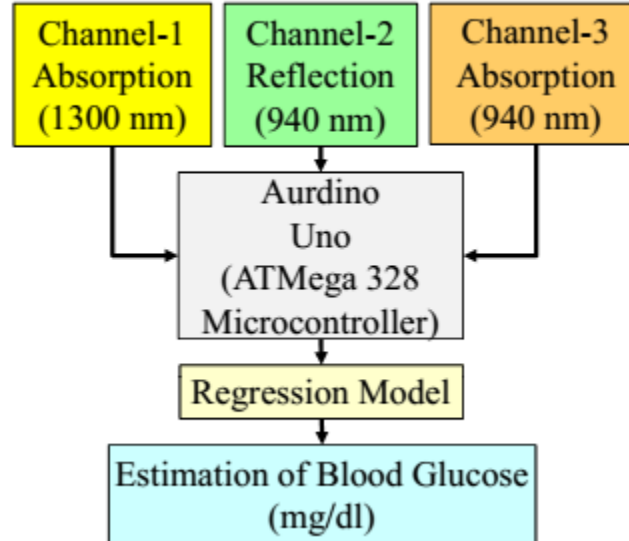 Channel-1
Absorption
(1300 nm)
Channel-2
Reflection
(940 nm)
Channel-3
Absorption
(940 nm)
Aurdino
Uno
(ATMega 328
Microcontroller)
Regression Model
Estimation of Blood Glucose
(mg/dl)